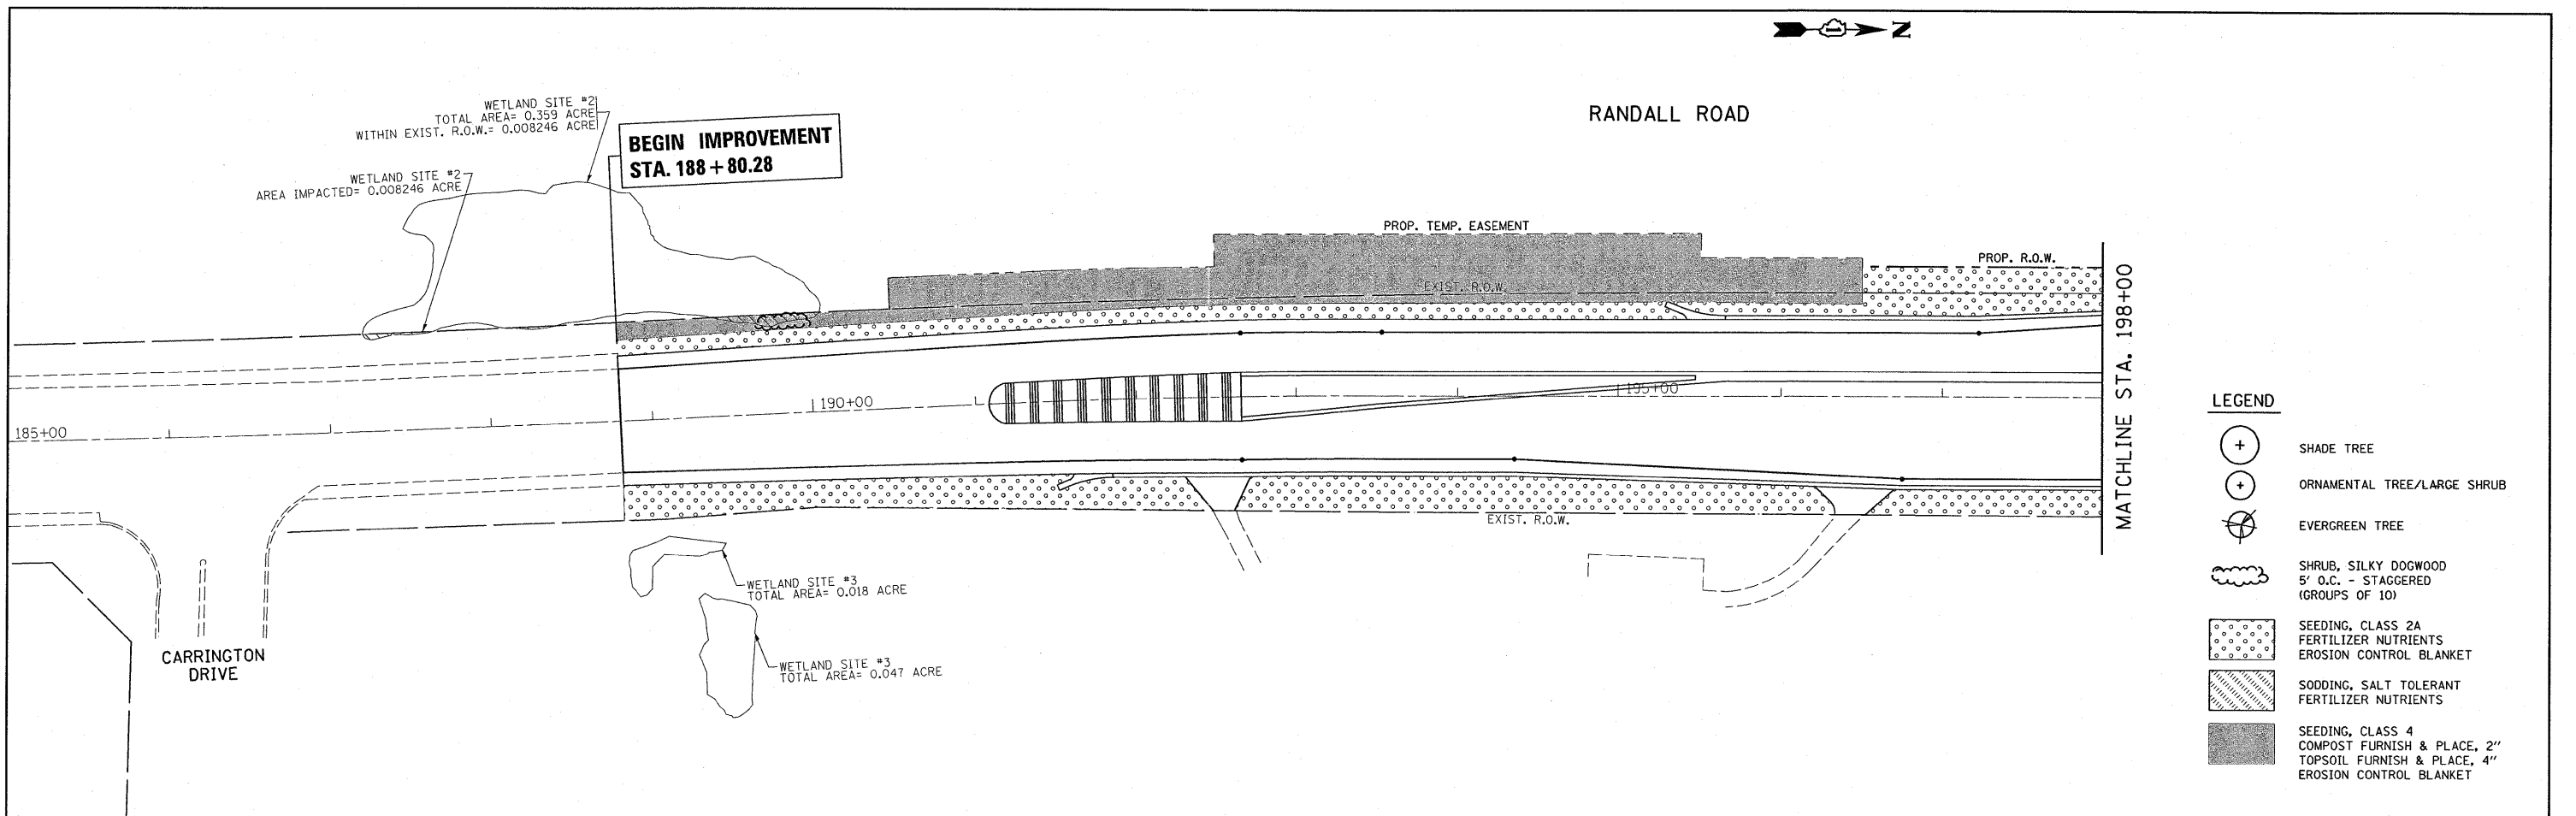 N
RANDALL ROAD
WETLAND SITE #2
TOTAL AREA= 0.359 ACRE
WITHIN EXIST. R.O.W.= 0.008246 ACRE
BEGIN IMPROVEMENT
STA. 188+80.28
WETLAND SITE #2
AREA IMPACTED= 0.008246 ACRE
PROP. TEMP. EASEMENT
PROP. R.O.W.
EXIST. R.O.W.
MATCHLINE STA. 198+00
185+00
190+00
195+00
EXIST. R.O.W.
WETLAND SITE #3
TOTAL AREA= 0.018 ACRE
WETLAND SITE #3
TOTAL AREA= 0.047 ACRE
CARRINGTON
DRIVE
LEGEND
SHADE TREE
ORNAMENTAL TREE/LARGE SHRUB
EVERGREEN TREE
SHRUB, SILKY DOGWOOD
5' O.C. - STAGGERED
(GROUPS OF 10)
SEEDING, CLASS 2A
FERTILIZER NUTRIENTS
EROSION CONTROL BLANKET
SODDING, SALT TOLERANT
FERTILIZER NUTRIENTS
SEEDING, CLASS 4
COMPOST FURNISH & PLACE, 2"
TOPSOIL FURNISH & PLACE, 4"
EROSION CONTROL BLANKET